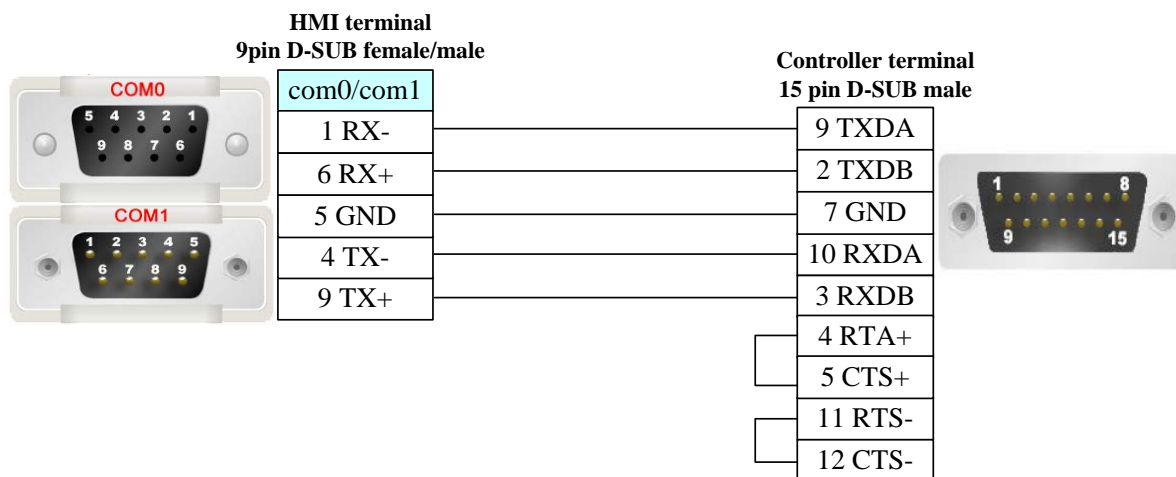 HMI terminal
9pin D-SUB female/male
COM0
5 4 3 2 1
9 8 7 6
COM1
1 2 3 4 5
6 7 8 9
com0/com1
1 RX-
6 RX+
5 GND
4 TX-
9 TX+
Controller terminal
15 pin D-SUB male
9 TXDA
2 TXDB
7 GND
10 RXDA
3 RXDB
4 RTA+
5 CTS+
11 RTS-
12 CTS-
1 8
9 15